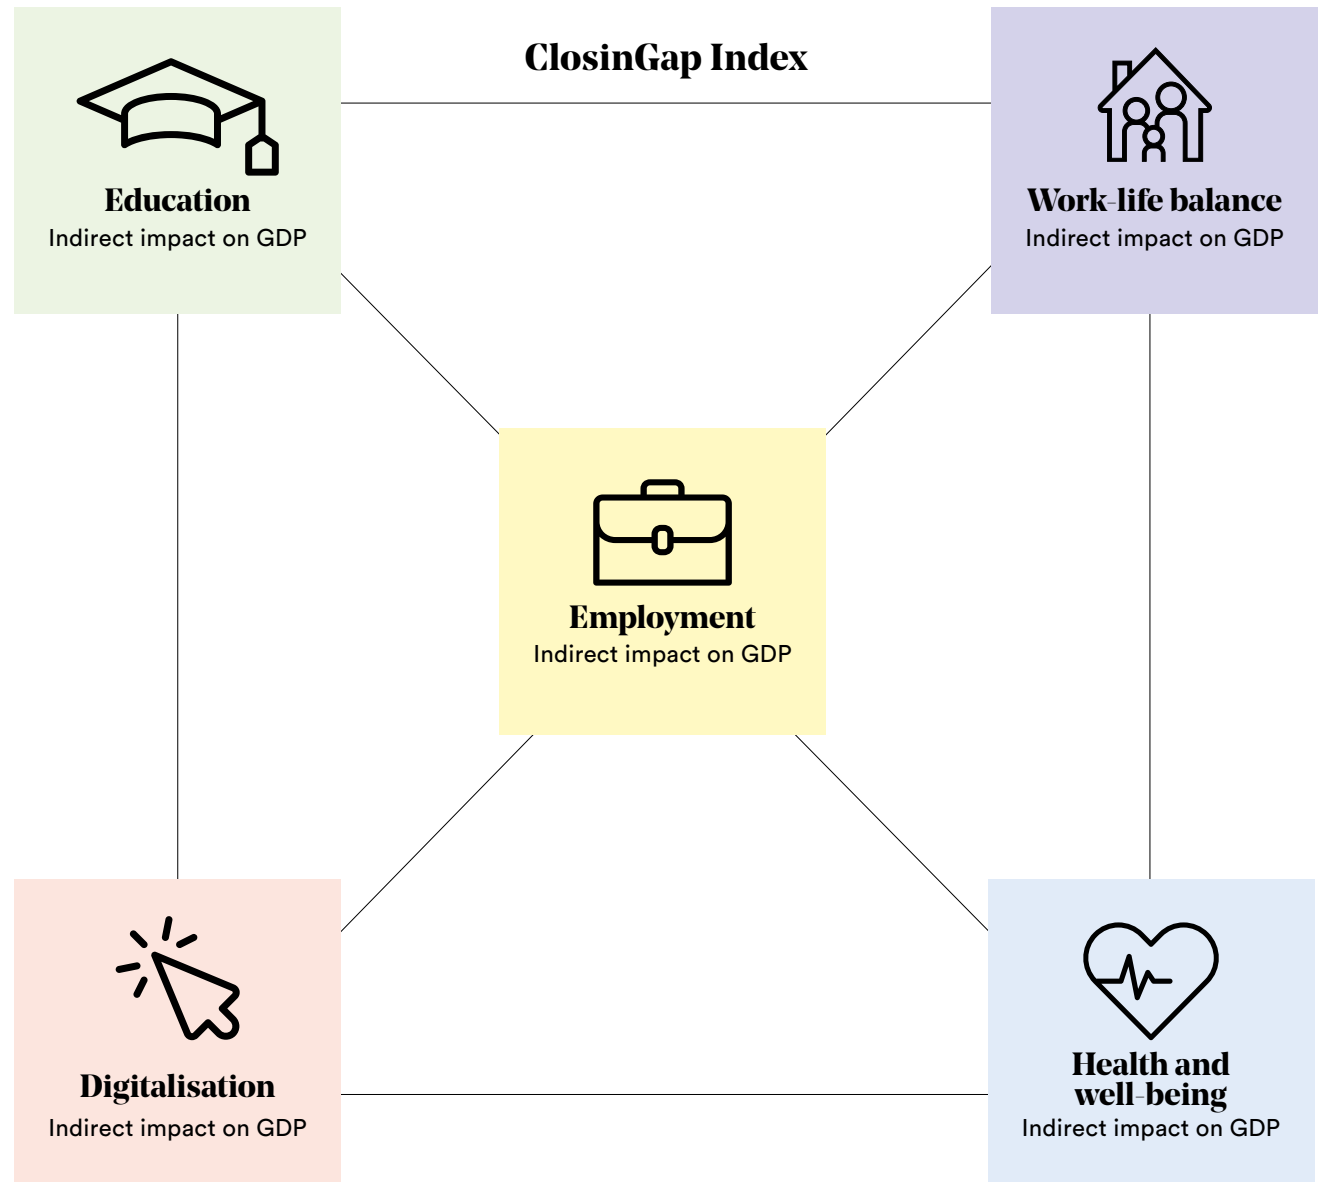 ClosinGap Index
Education
Indirect impact on GDP
Work-life balance
Indirect impact on GDP
Employment
Indirect impact on GDP
Digitalisation
Indirect impact on GDP
Health and
well-being
Indirect impact on GDP